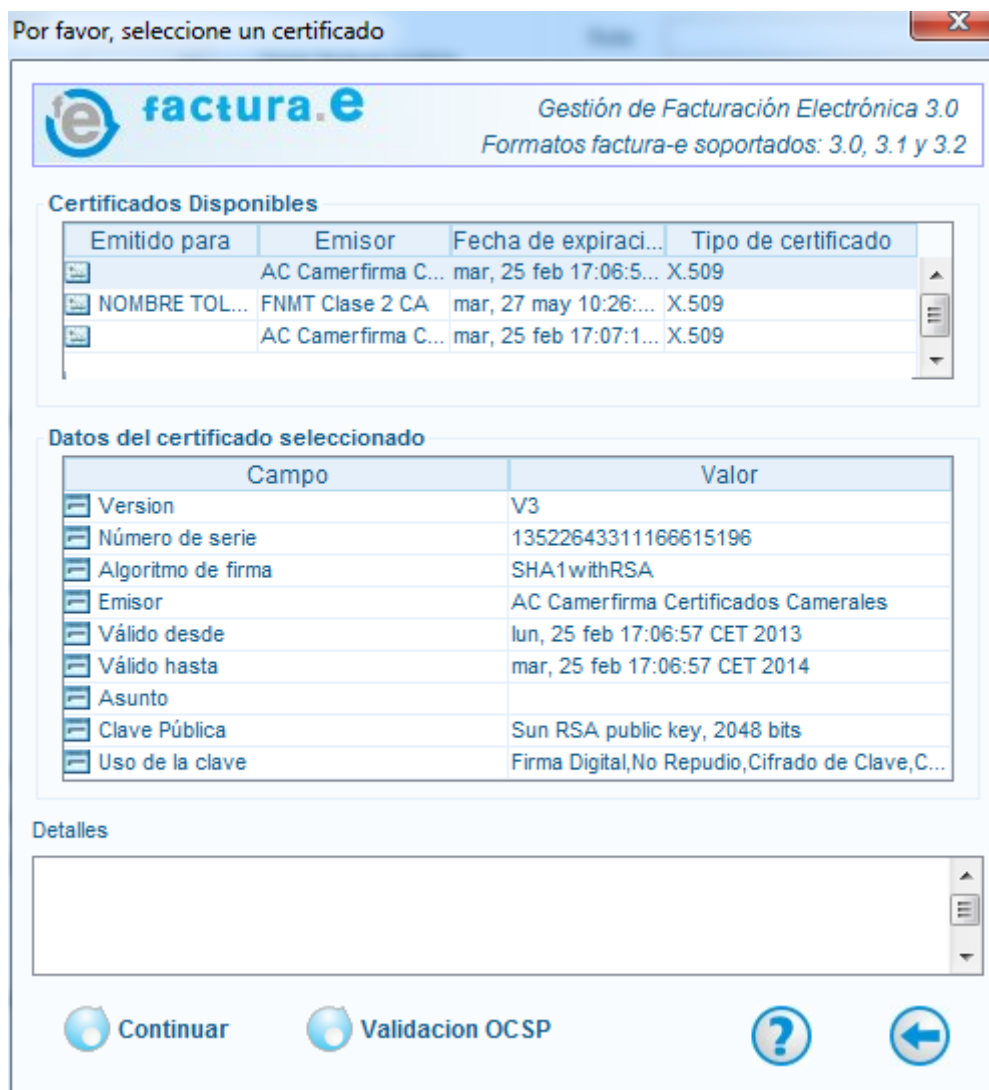 Por favor, seleccione un certificado
factura.e
Gestión de Facturación Electrónica 3.0
Formatos factura-e soportados: 3.0, 3.1 y 3.2
Certificados Disponibles
Emitido para Emisor Fecha de expiraci... Tipo de certificado
AC Camerfirma C... mar, 25 feb 17:06:5... X.509
NOMBRE TOL... FNMT Clase 2 CA mar, 27 may 10:26:... X.509
AC Camerfirma C... mar, 25 feb 17:07:1... X.509
Datos del certificado seleccionado
Campo Valor
Version V3
Número de serie 13522643311166615196
Algoritmo de firma SHA1withRSA
Emisor AC Camerfirma Certificados Camerales
Válido desde lun, 25 feb 17:06:57 CET 2013
Válido hasta mar, 25 feb 17:06:57 CET 2014
Asunto
Clave Pública Sun RSA public key, 2048 bits
Uso de la clave Firma Digital,No Repudio,Cifrado de Clave,C...
Detalles
Continuar Validacion OCSP